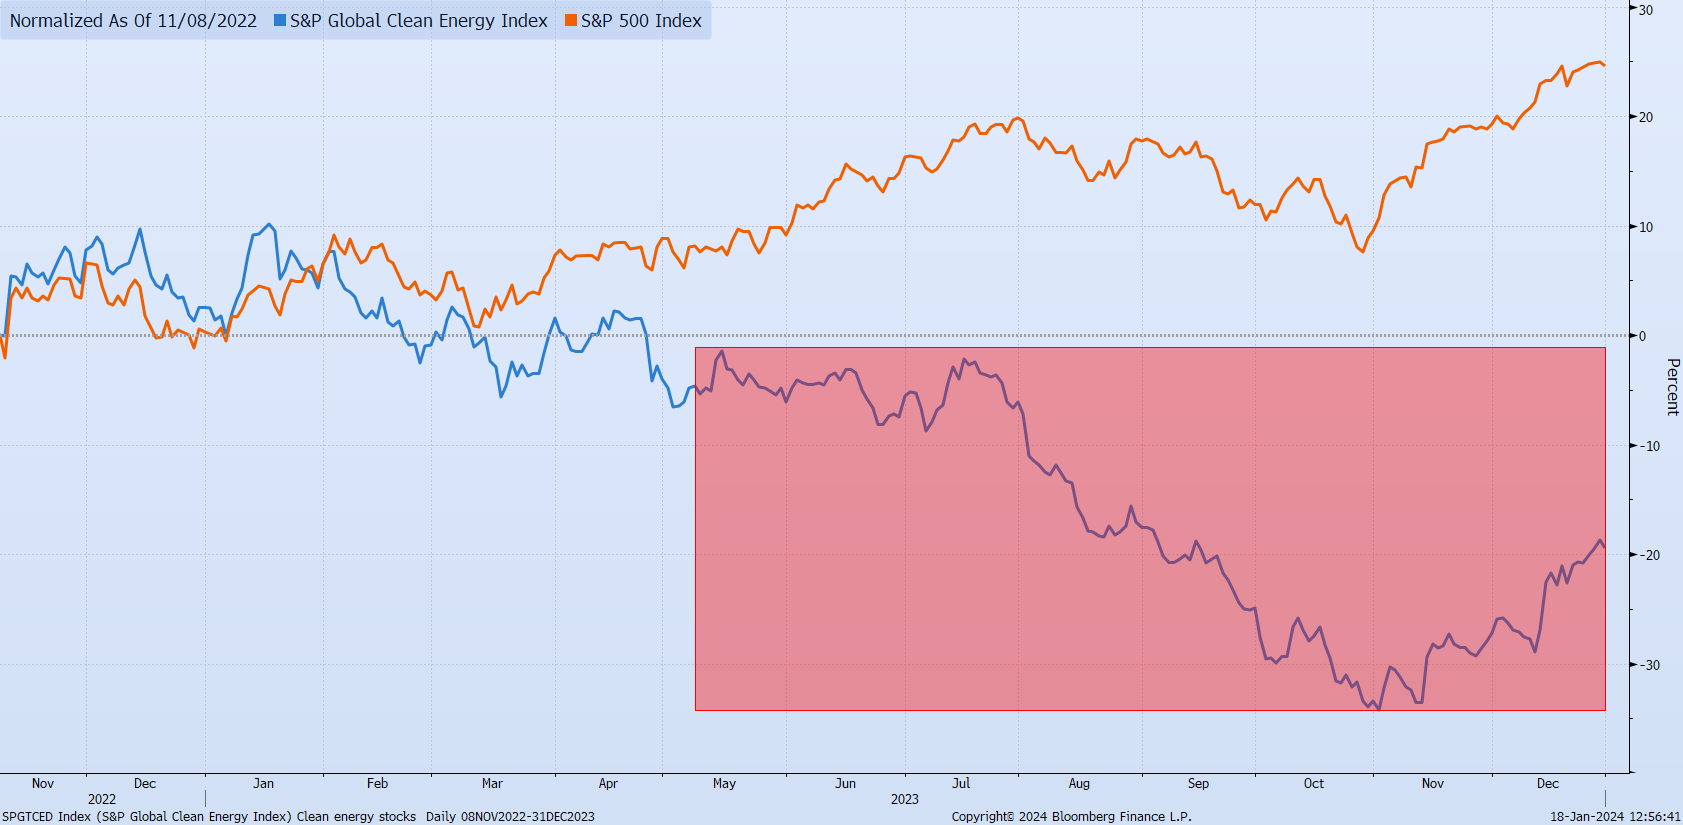 Normalized As Of 11/08/2022 S&P Global Clean Energy Index S&P 500 Index
30
20
10
0
-10
-20
-30
Percent
Nov Dec Jan Feb Mar Apr May Jun Jul Aug Sep Oct Nov Dec
2022 2023
SPGTCED Index (S&P Global Clean Energy Index) Clean energy stocks Daily 08NOV2022-31DEC2023 Copyright© 2024 Bloomberg Finance L.P. 18-Jan-2024 12:56:41